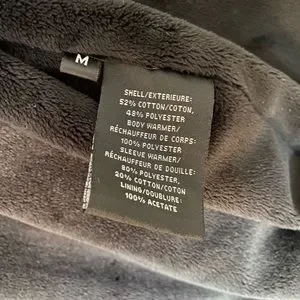 M
SHELL/EXTERIEURE:
52% COTTON/COTON,
48% POLYESTER
BODY WARMER/
RÉCHAUFFEUR DE CORPS:
100% POLYESTER
SLEEVE WARMER/
RÉCHAUFFEUR DE DOUILLE:
80% POLYESTER,
20% COTTON/COTON
LINING/DOUBLURE:
100% ACETATE